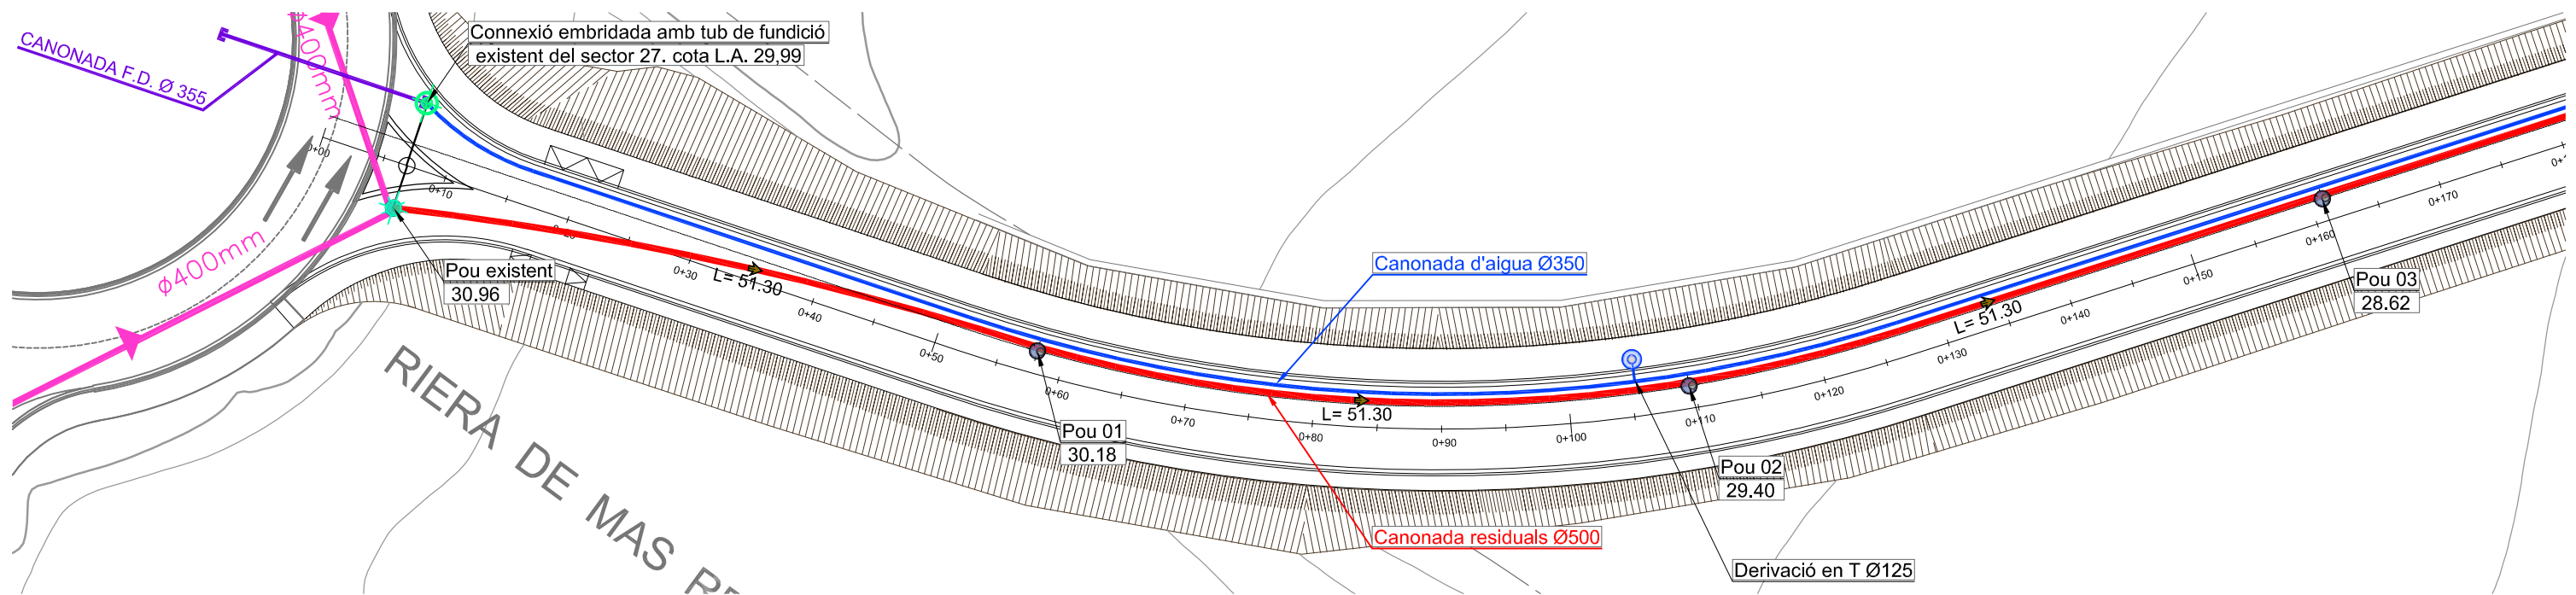 Connexió embridada amb tub de fundició
existent del sector 27. cota L.A. 29,99
CANONADA F.D. Ø 355
ø400mm
ø400mm
0+00
0+10
0+20
0+30
0+40
0+50
0+60
0+70
0+80
0+90
0+100
0+110
0+120
0+130
0+140
0+150
0+160
0+170
Pou existent
30.96
L= 51.30
Canonada d'aigua Ø350
L= 51.30
Pou 03
28.62
L= 51.30
Pou 01
30.18
Pou 02
29.40
Canonada residuals Ø500
Derivació en T Ø125
RIERA DE MAS